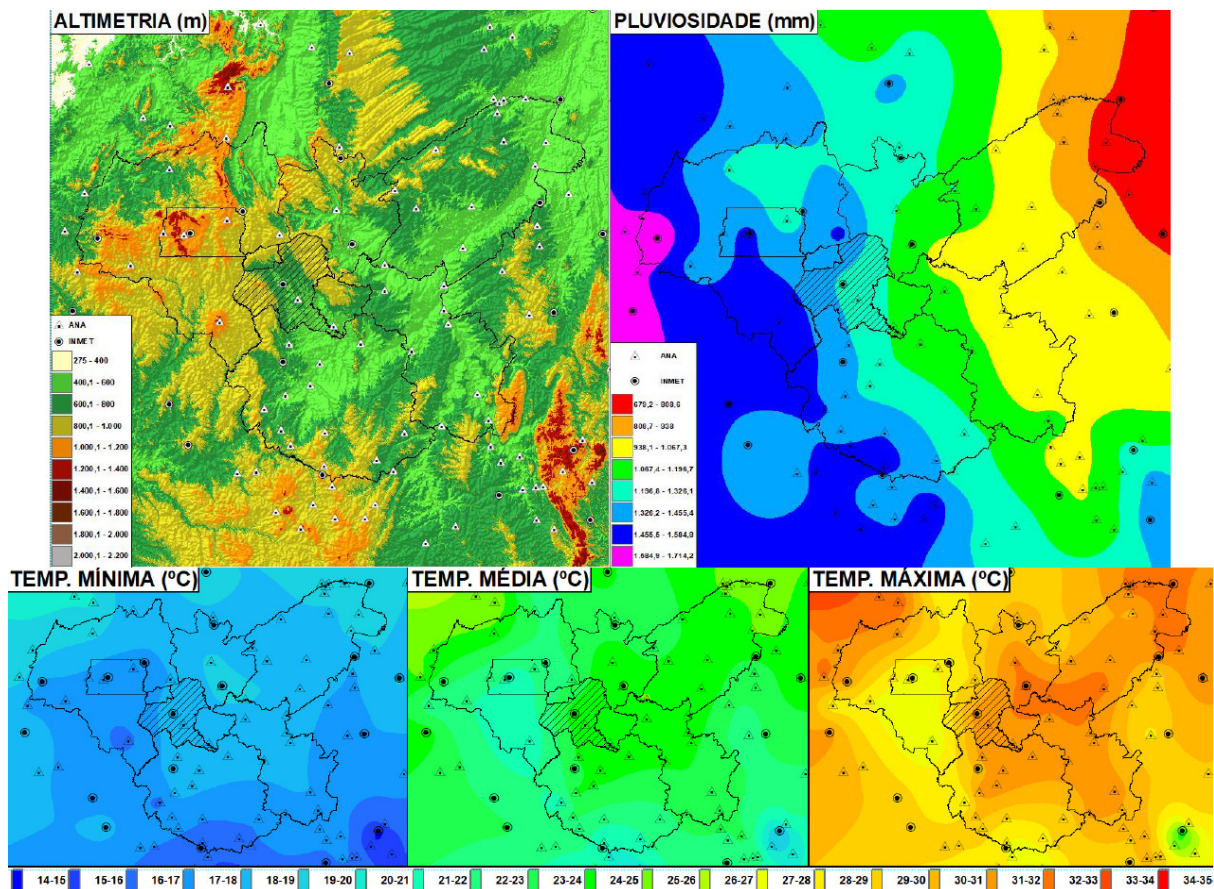 ALTIMETRIA (m)
ANA
INMET
275 - 400
400,1 - 600
600,1 - 800
800,1 - 1.000
1.000,1 - 1.200
1.200,1 - 1.400
1.400,1 - 1.600
1.600,1 - 1.800
1.800,1 - 2.000
2.000,1 - 2.200
PLUVIOSIDADE (mm)
ANA
INMET
679,2 - 808,6
808,7 - 938
938,1 - 1.067,3
1.067,4 - 1.196,7
1.196,8 - 1.326,1
1.326,2 - 1.455,4
1.455,5 - 1.584,8
1.584,9 - 1.714,2
TEMP. MÍNIMA (ºC)
TEMP. MÉDIA (ºC)
TEMP. MÁXIMA (ºC)
14-15 15-16 16-17 17-18 18-19 19-20 20-21 21-22 22-23 23-24 24-25 25-26 26-27 27-28 28-29 29-30 30-31 31-32 32-33 33-34 34-35